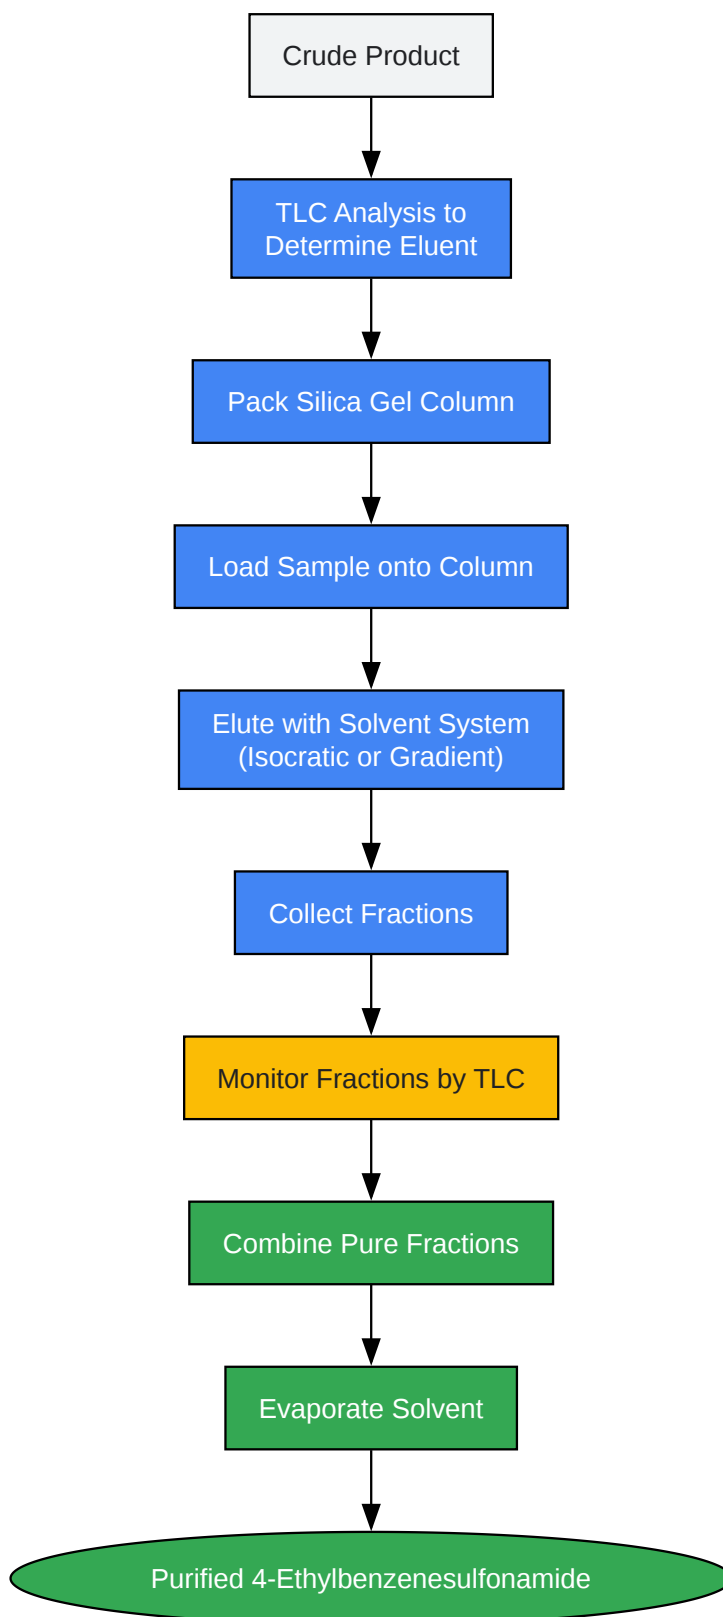 Crude Product
TLC Analysis to
Determine Eluent
Pack Silica Gel Column
Load Sample onto Column
Elute with Solvent System
(Isocratic or Gradient)
Collect Fractions
Monitor Fractions by TLC
Combine Pure Fractions
Evaporate Solvent
Purified 4-Ethylbenzenesulfonamide